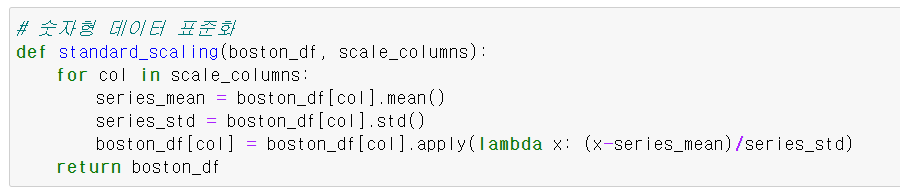 # 숫자형 데이터 표준화
def standard_scaling(boston_df, scale_columns):
    for col in scale_columns:
        series_mean = boston_df[col].mean()
        series_std = boston_df[col].std()
        boston_df[col] = boston_df[col].apply(lambda x: (x-series_mean)/series_std)
    return boston_df